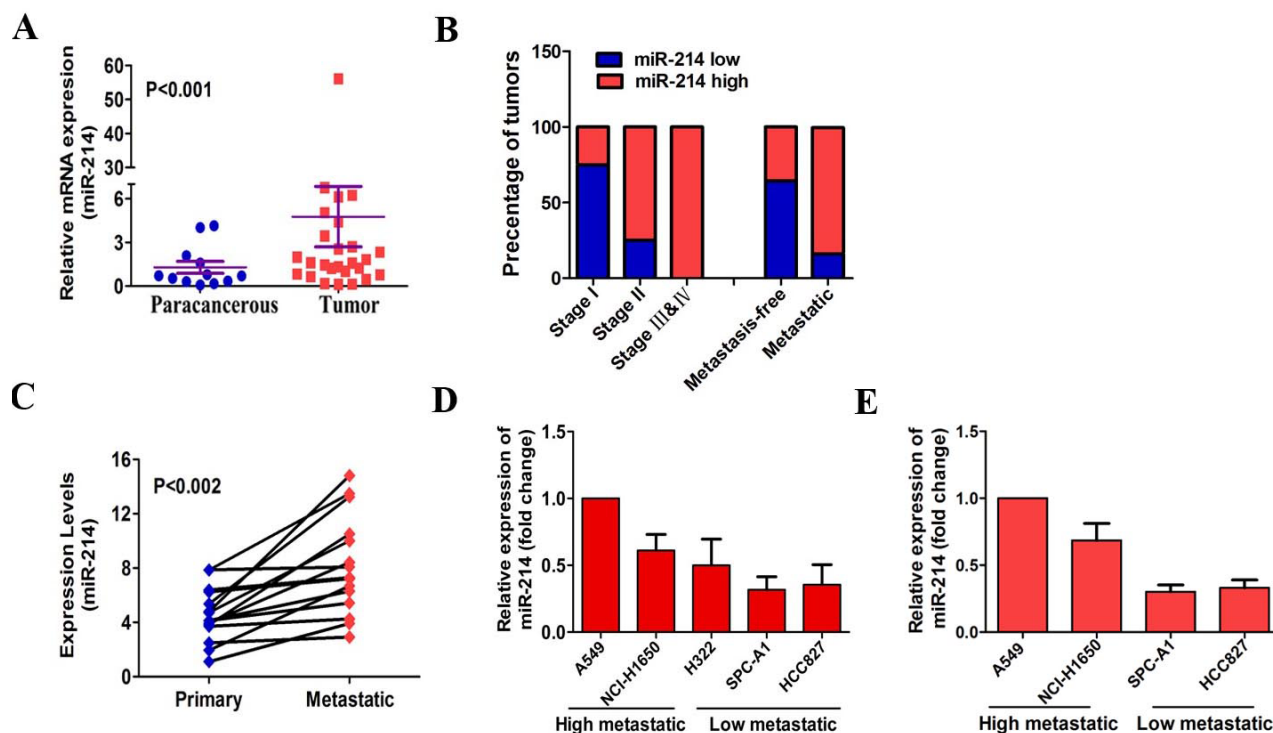 A
Relative mRNA expression
(miR-214)
P<0.001
60
50
40
30
6
3
0
Paracancerous
Tumor
B
Precentage of tumors
150
100
50
0
miR-214 low
miR-214 high
Stage I
Stage II
Stage III&IV
Metastasis-free
Metastatic
C
Expression Levels
(miR-214)
P<0.002
16
12
8
4
0
Primary
Metastatic
D
Relative expression of
miR-214 (fold change)
1.5
1.0
0.5
0.0
A549
NCI-H1650
H322
SPC-A1
HCC827
High metastatic
Low metastatic
E
Relative expression of
miR-214 (fold change)
1.5
1.0
0.5
0.0
A549
NCI-H1650
SPC-A1
HCC827
High metastatic
Low metastatic